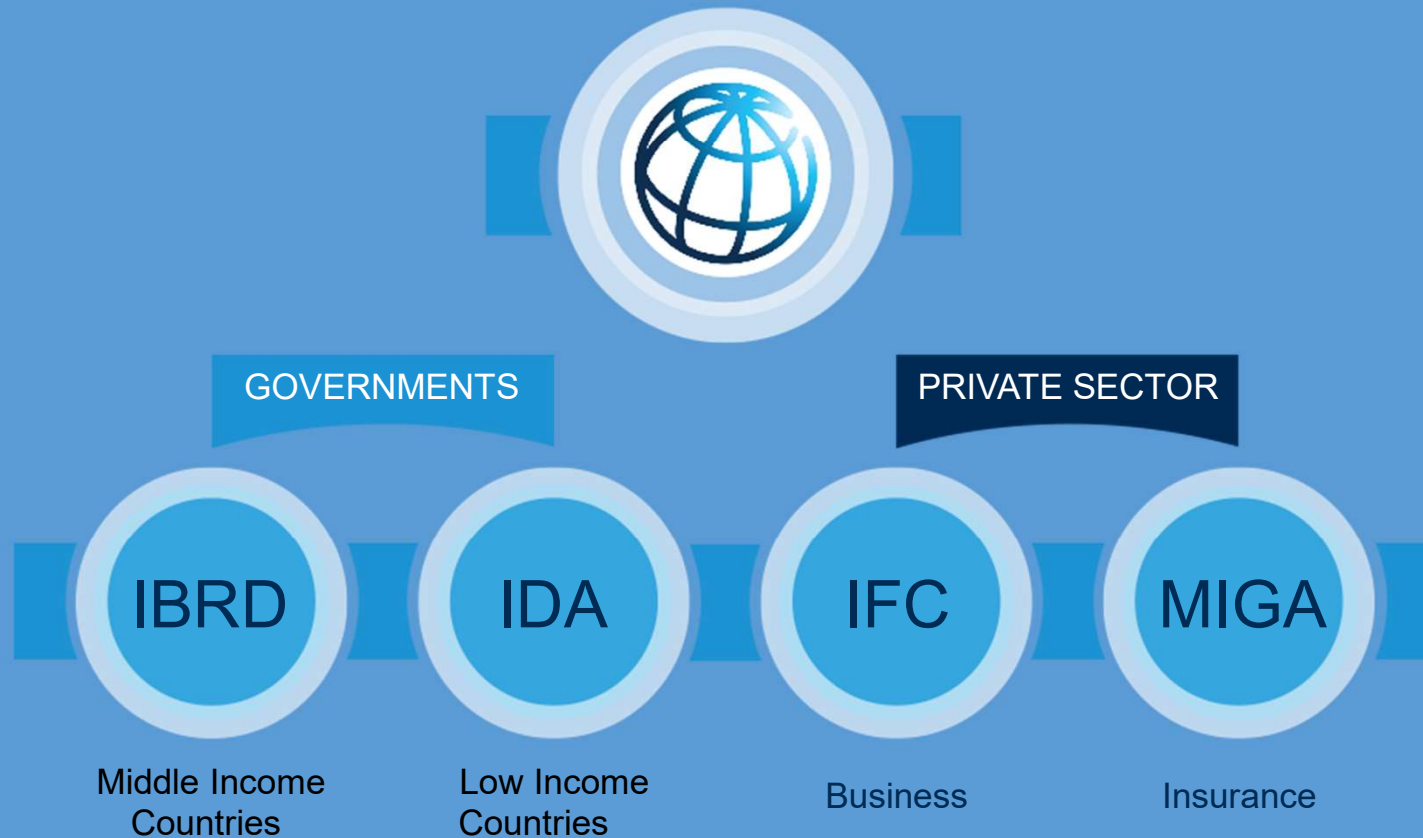 GOVERNMENTS
PRIVATE SECTOR
IBRD
IDA
IFC
MIGA
Middle Income
Countries
Low Income
Countries
Business
Insurance